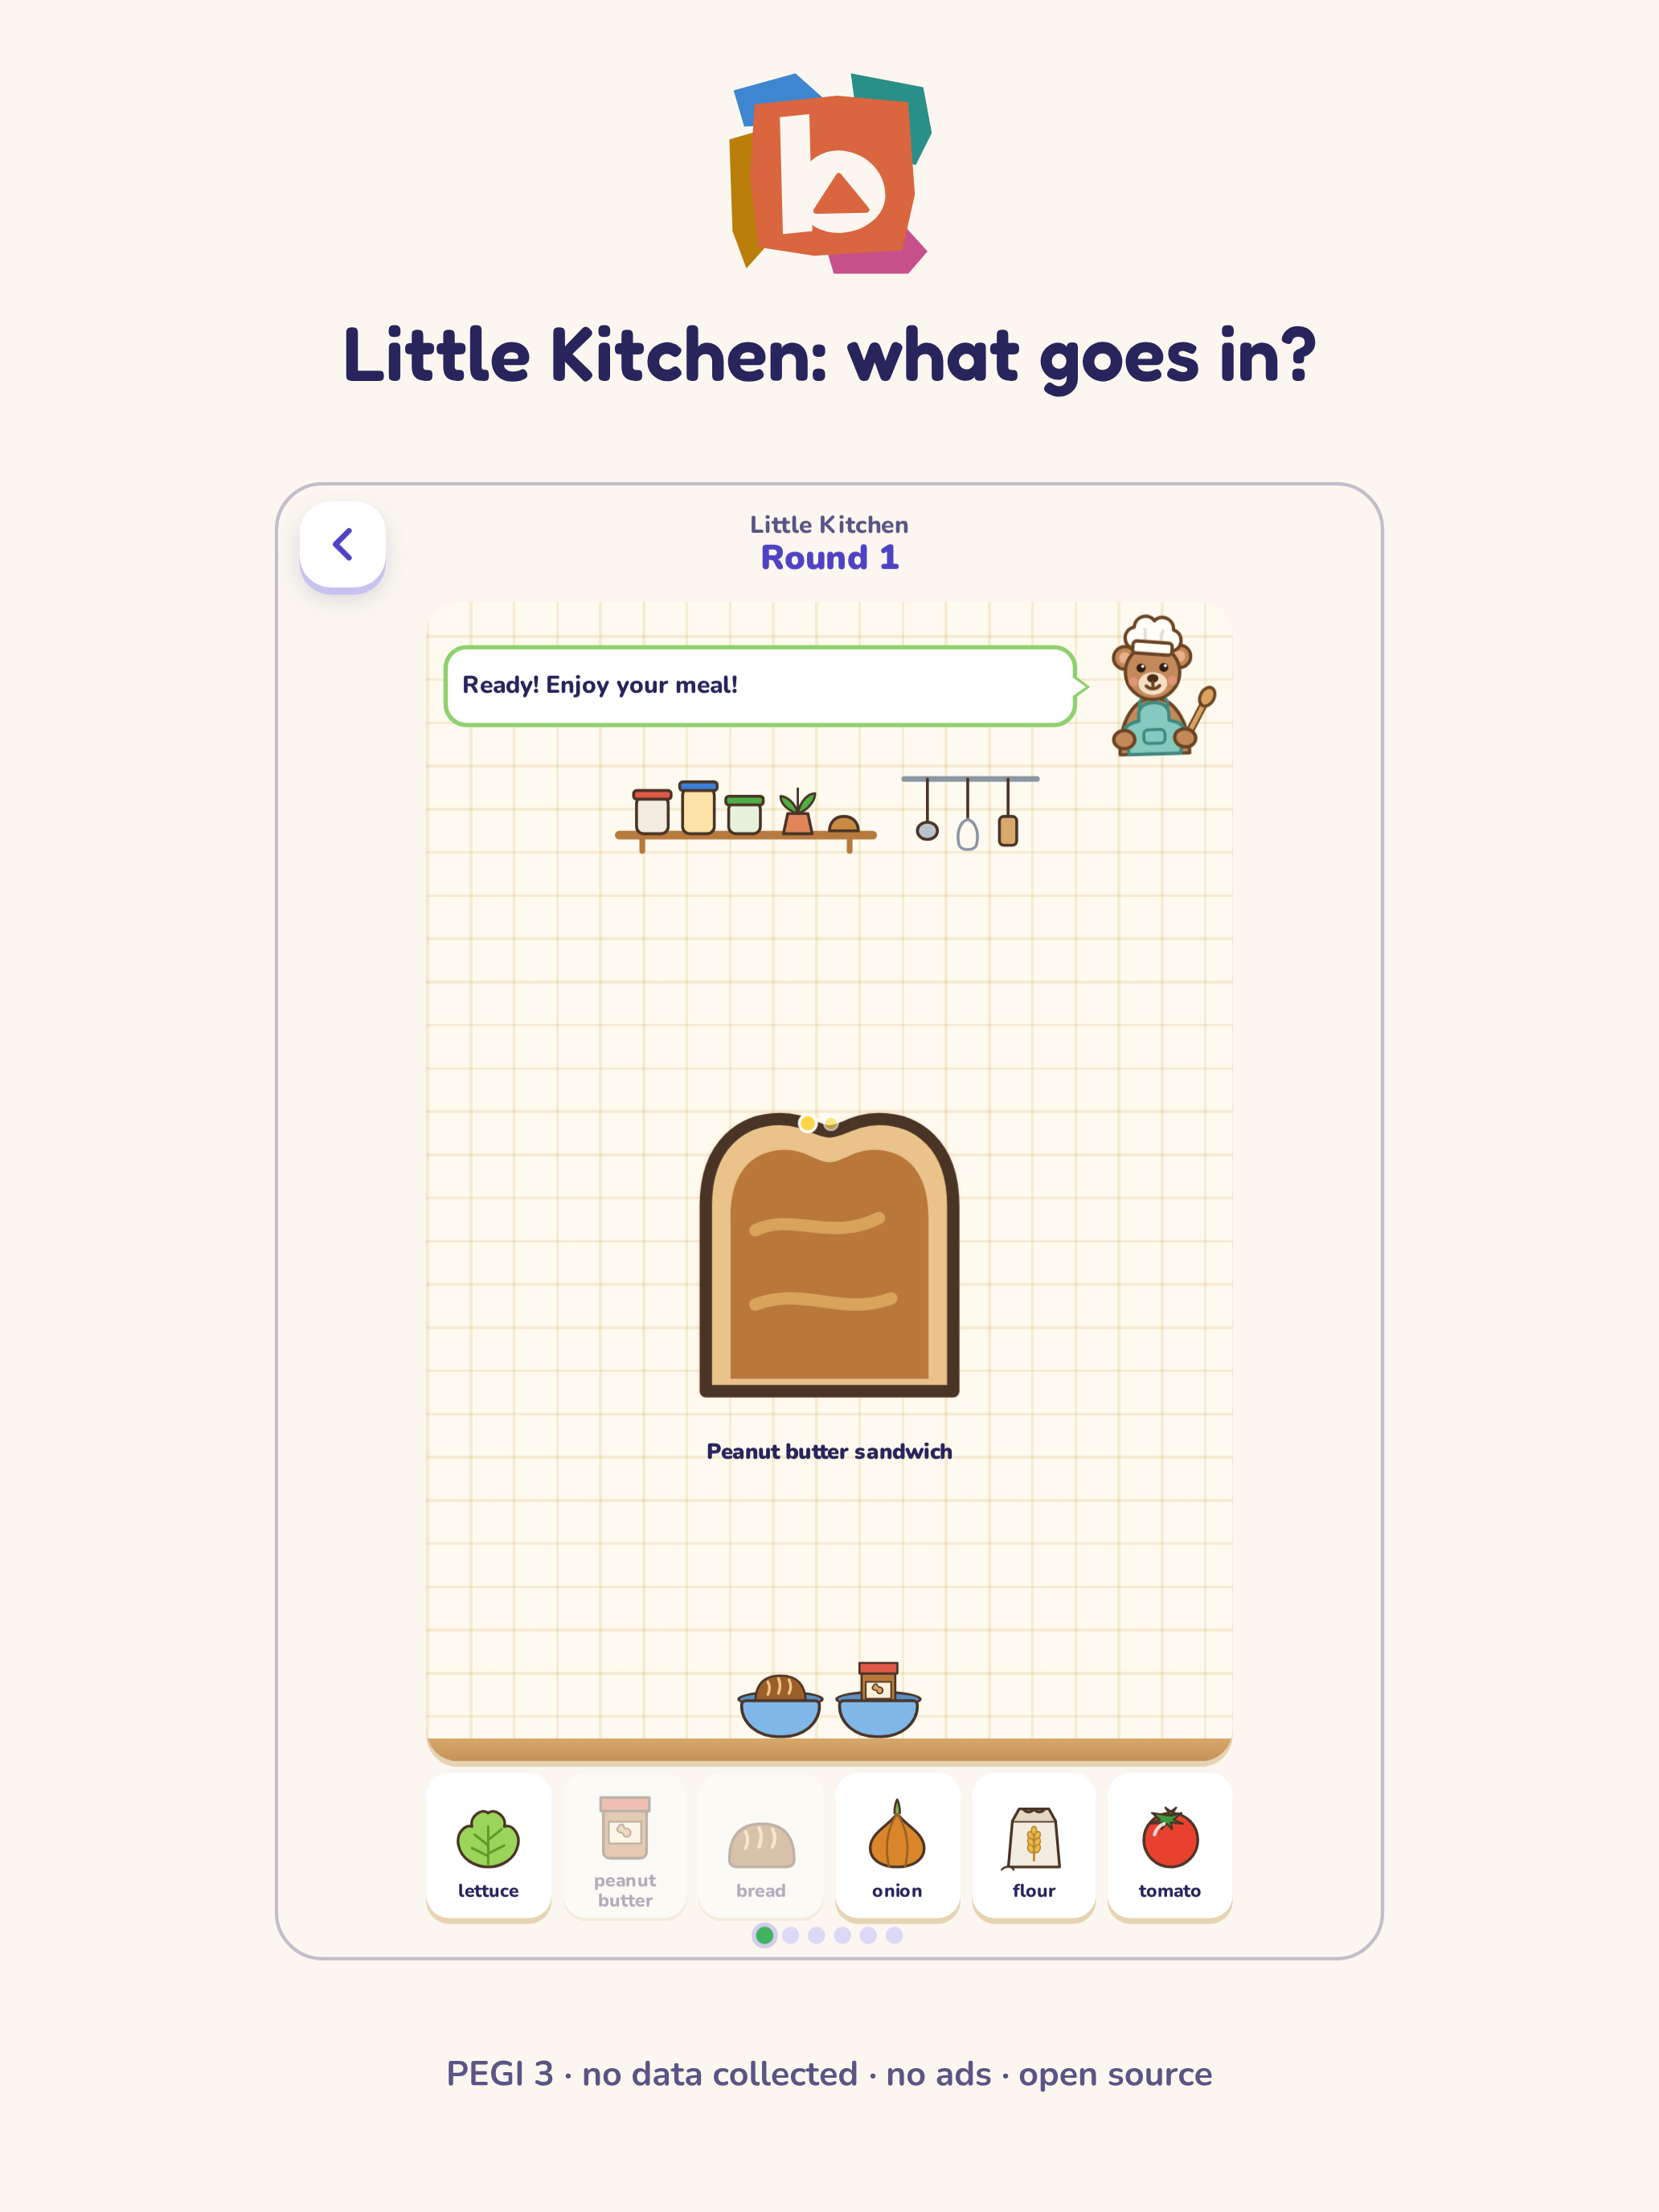 b
Little Kitchen: what goes in?
Little Kitchen
Round 1
Ready! Enjoy your meal!
Peanut butter sandwich
lettuce
peanut
butter
bread
onion
flour
tomato
PEGI 3 · no data collected · no ads · open source